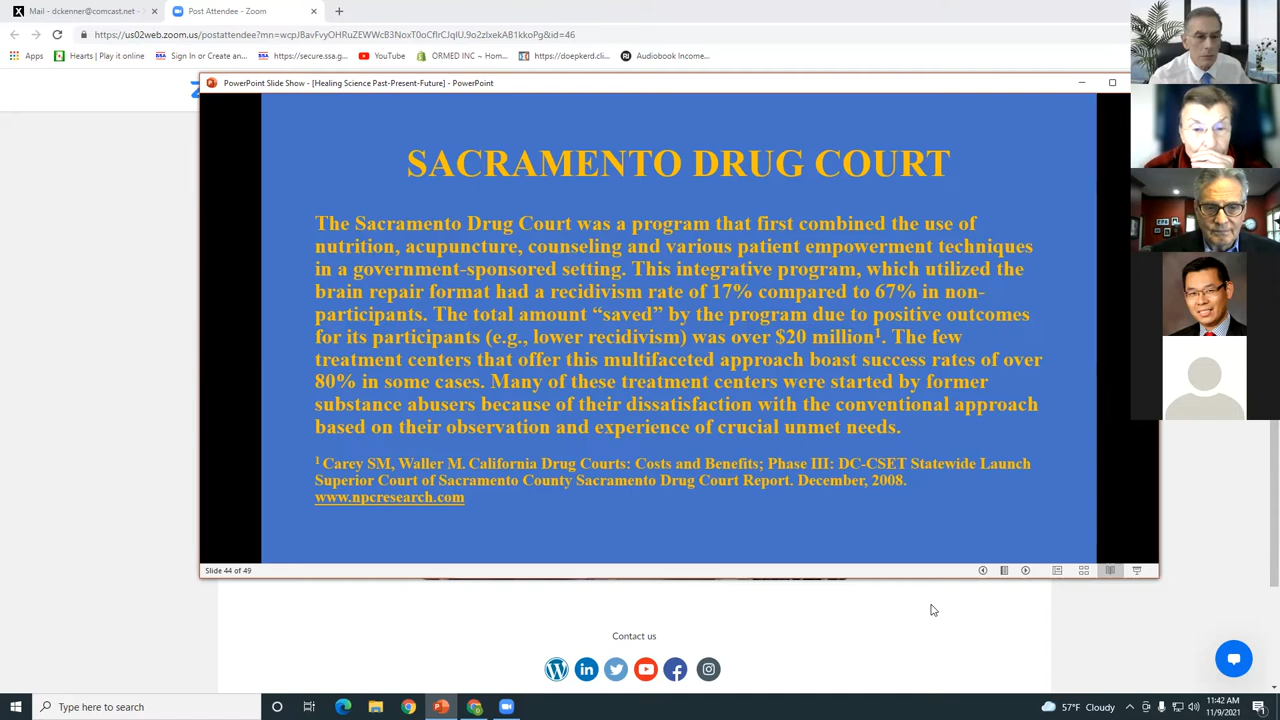 Mail - dckenner@comcast.net -
Post Attendee - Zoom
https://us02web.zoom.us/postattendee?mn=wcpJBavFvyOHRuZEWWcB3NoxT0oCflrCJqIU.9o2zIxekAB1kkoPg&id=46
Apps
Hearts | Play it online
Sign In or Create an...
https://secure.ssa.g...
YouTube
ORMED INC ~ Hom...
https://doepkerd.cli...
Audiobook Income...
PowerPoint Slide Show - [Healing Science Past-Present-Future] - PowerPoint
SACRAMENTO DRUG COURT
The Sacramento Drug Court was a program that first combined the use of
nutrition, acupuncture, counseling and various patient empowerment techniques
in a government-sponsored setting. This integrative program, which utilized the
brain repair format had a recidivism rate of 17% compared to 67% in non-
participants. The total amount “saved” by the program due to positive outcomes
for its participants (e.g., lower recidivism) was over $20 million¹. The few
treatment centers that offer this multifaceted approach boast success rates of over
80% in some cases. Many of these treatment centers were started by former
substance abusers because of their dissatisfaction with the conventional approach
based on their observation and experience of crucial unmet needs.
¹ Carey SM, Waller M. California Drug Courts: Costs and Benefits; Phase III: DC-CSET Statewide Launch
Superior Court of Sacramento County Sacramento Drug Court Report. December, 2008.
www.npcresearch.com
Slide 44 of 49
Contact us
Type here to search
57°F Cloudy
11:42 AM
11/9/2021